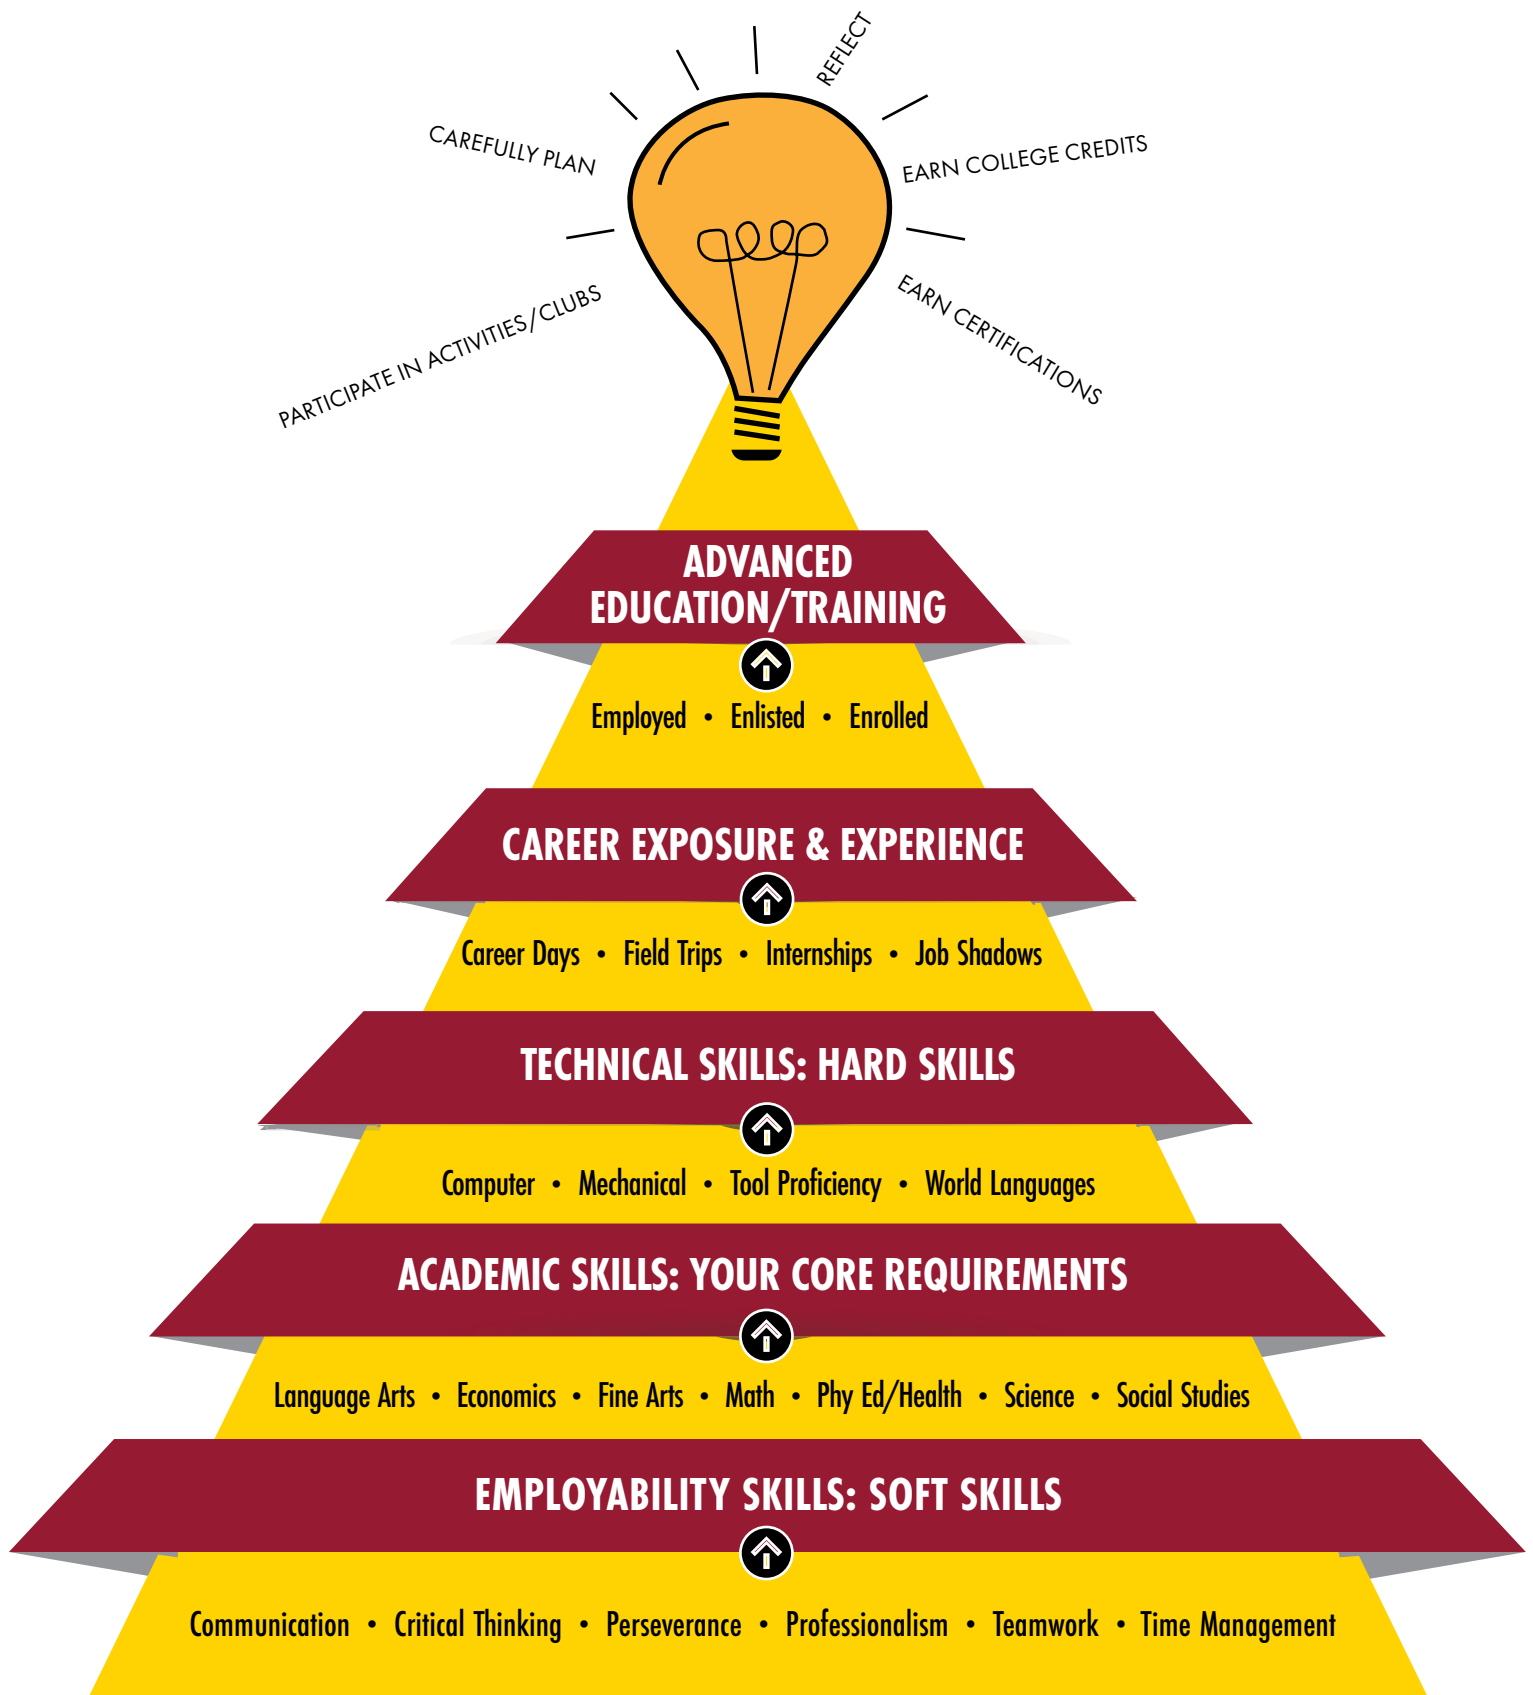 REFLECT
CAREFULLY PLAN
EARN COLLEGE CREDITS
PARTICIPATE IN ACTIVITIES/CLUBS
EARN CERTIFICATIONS
ADVANCED
EDUCATION/TRAINING
Employed • Enlisted • Enrolled
CAREER EXPOSURE & EXPERIENCE
Career Days • Field Trips • Internships • Job Shadows
TECHNICAL SKILLS: HARD SKILLS
Computer • Mechanical • Tool Proficiency • World Languages
ACADEMIC SKILLS: YOUR CORE REQUIREMENTS
Language Arts • Economics • Fine Arts • Math • Phy Ed/Health • Science • Social Studies
EMPLOYABILITY SKILLS: SOFT SKILLS
Communication • Critical Thinking • Perseverance • Professionalism • Teamwork • Time Management